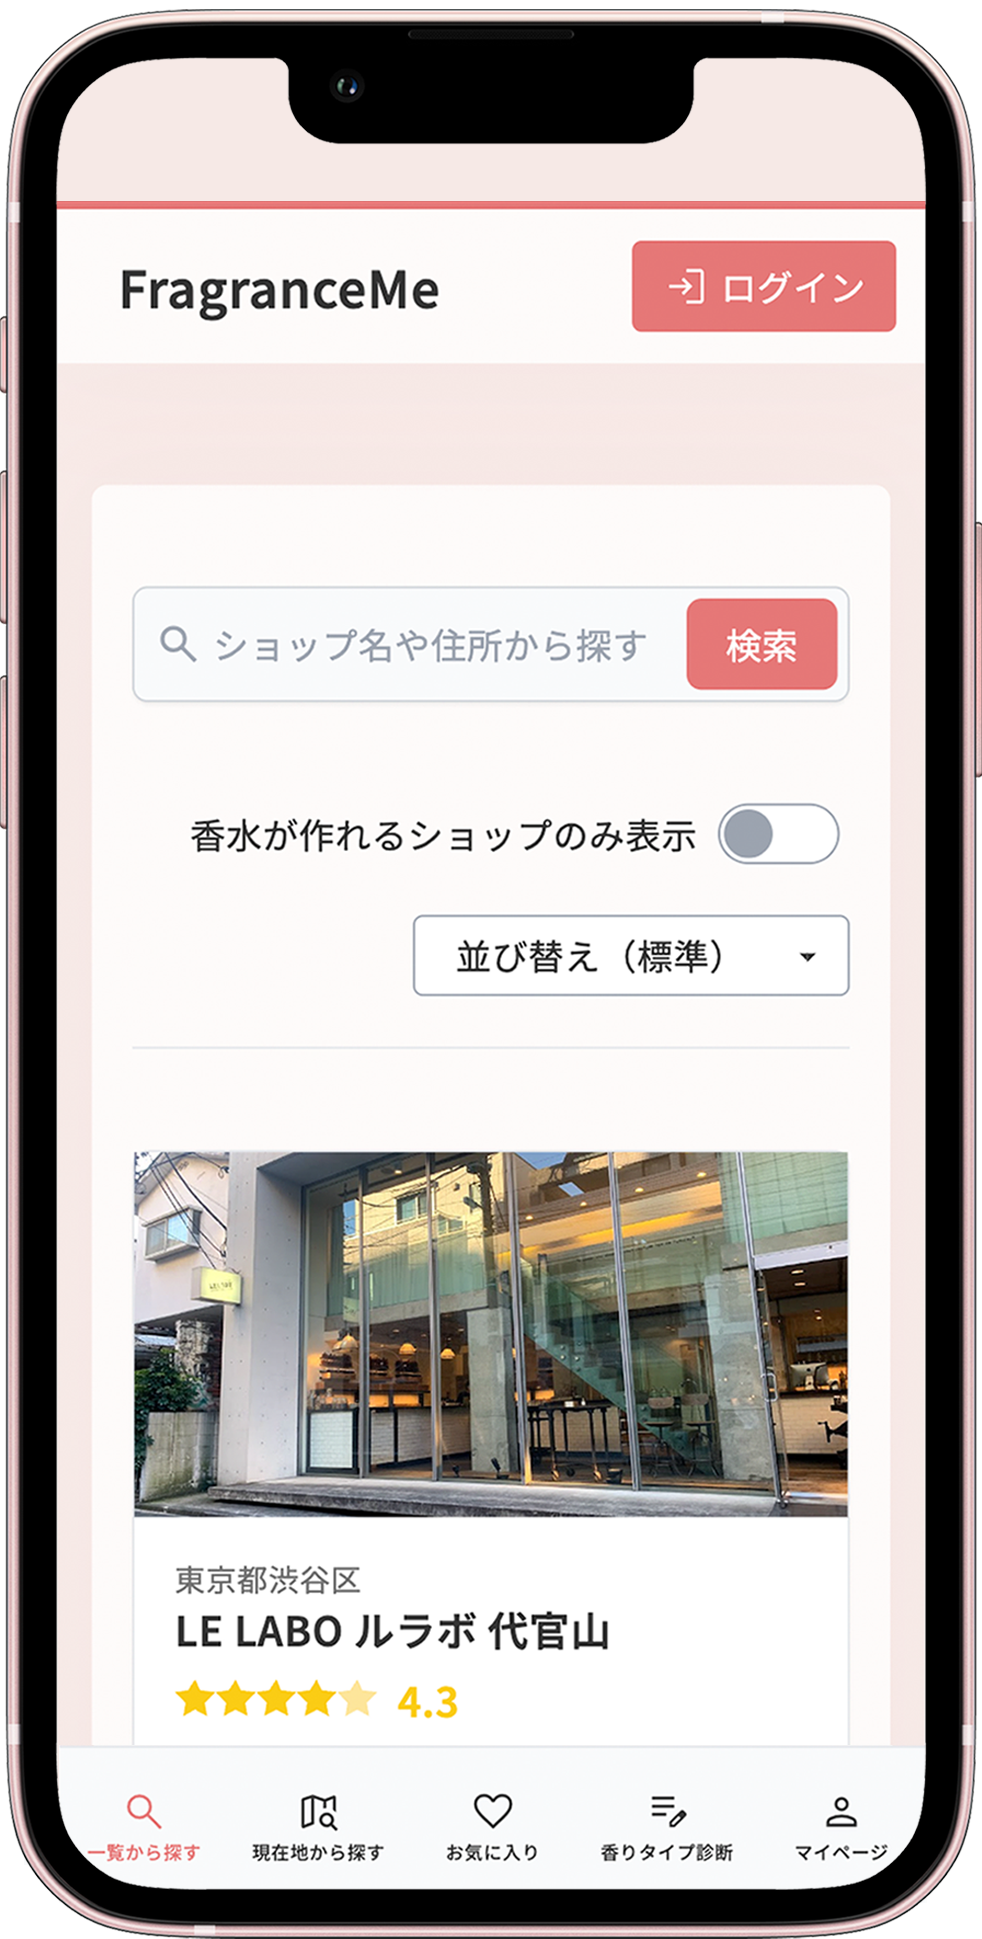 FragranceMe
ログイン
ショップ名や住所から探す
検索
香水が作れるショップのみ表示
並び替え（標準）
東京都渋谷区
LE LABO ルラボ 代官山
4.3
一覧から探す
現在地から探す
お気に入り
香りタイプ診断
マイページ